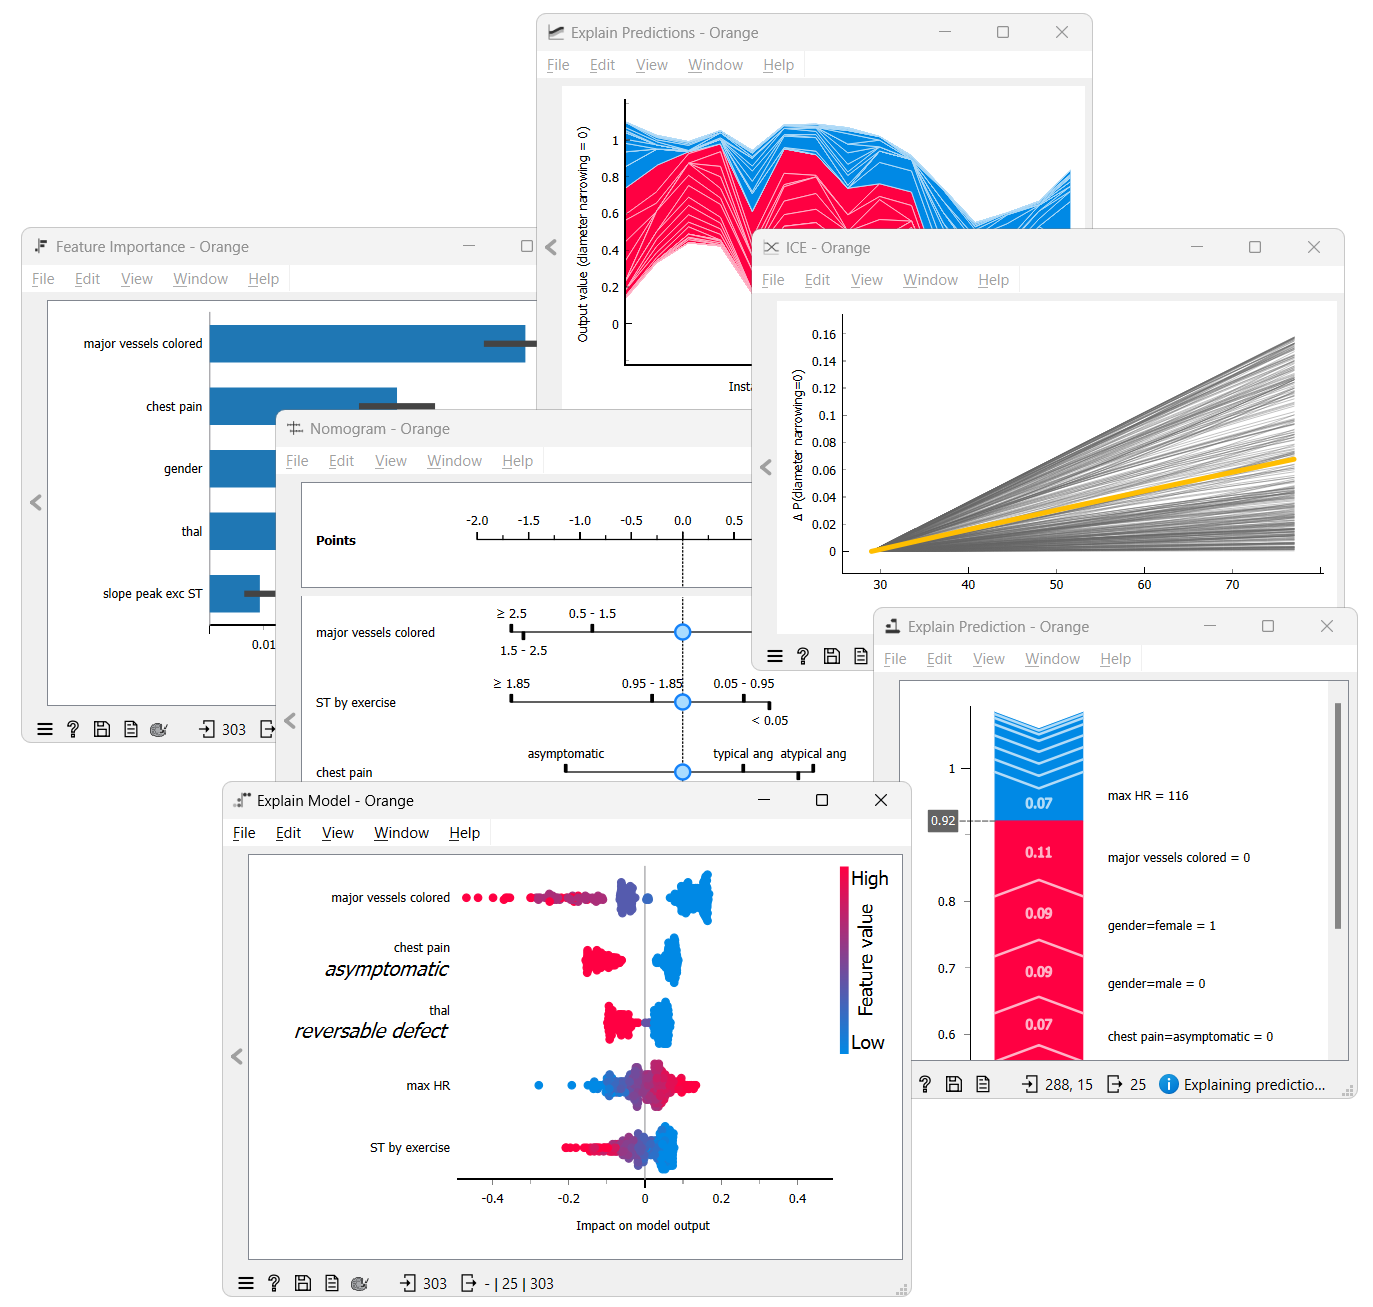 Explain Predictions - Orange
File Edit View Window Help
Output value (diameter narrowing = 0)
1
0.8
0.6
0.4
0.2
0
Feature Importance - Orange
File Edit View Window Help
major vessels colored
chest pain
gender
thal
slope peak exc ST
0.01
303
ICE - Orange
File Edit View Window Help
Δ P(diameter narrowing=0)
0.16
0.14
0.12
0.1
0.08
0.06
0.04
0.02
0
30 40 50 60 70
Nomogram - Orange
File Edit View Window Help
-2.0 -1.5 -1.0 -0.5 0.0 0.5
Points
≥ 2.5 0.5 - 1.5
major vessels colored
1.5 - 2.5
≥ 1.85 0.95 - 1.85 0.05 - 0.95
ST by exercise
< 0.05
asymptomatic typical ang atypical ang
chest pain
Explain Prediction - Orange
File Edit View Window Help
1
0.07 max HR = 116
0.92
0.11 major vessels colored = 0
0.8
0.09 gender=female = 1
0.7
0.09 gender=male = 0
0.07 chest pain=asymptomatic = 0
0.6
288, 15 25 Explaining predictio...
Explain Model - Orange
File Edit View Window Help
major vessels colored
chest pain
asymptomatic
thal
reversable defect
max HR
ST by exercise
High
Feature value
Low
-0.4 -0.2 0 0.2 0.4
Impact on model output
303 - | 25 | 303